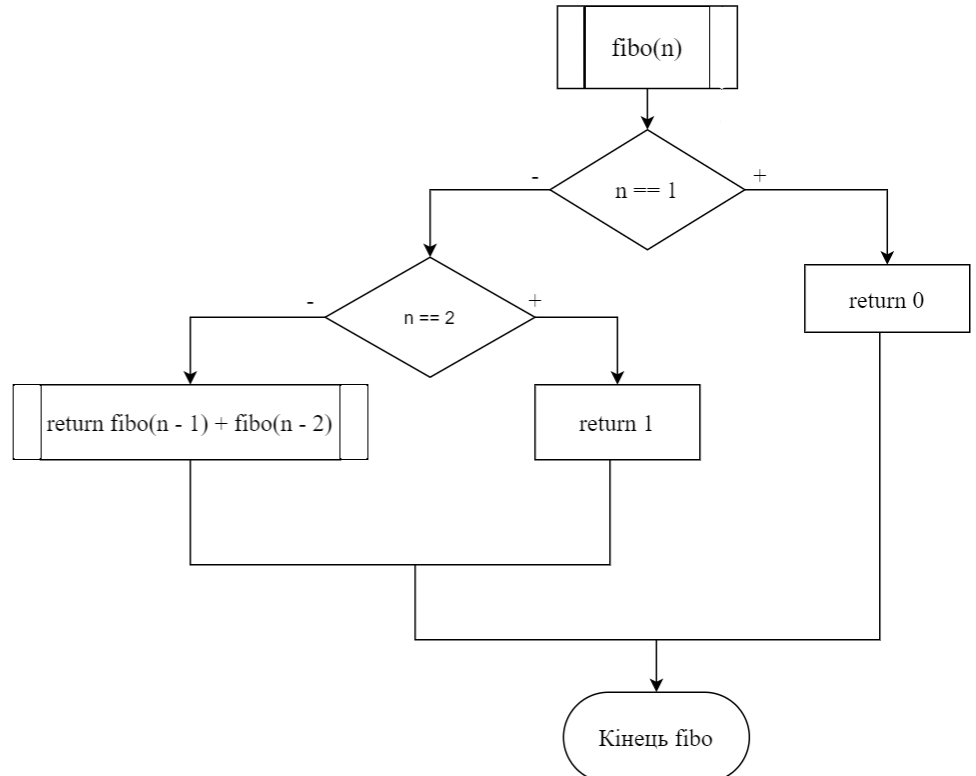 fibo(n)
n == 1
-
+
return 0
n == 2
-
+
return fibo(n - 1) + fibo(n - 2)
return 1
Кінець fibo